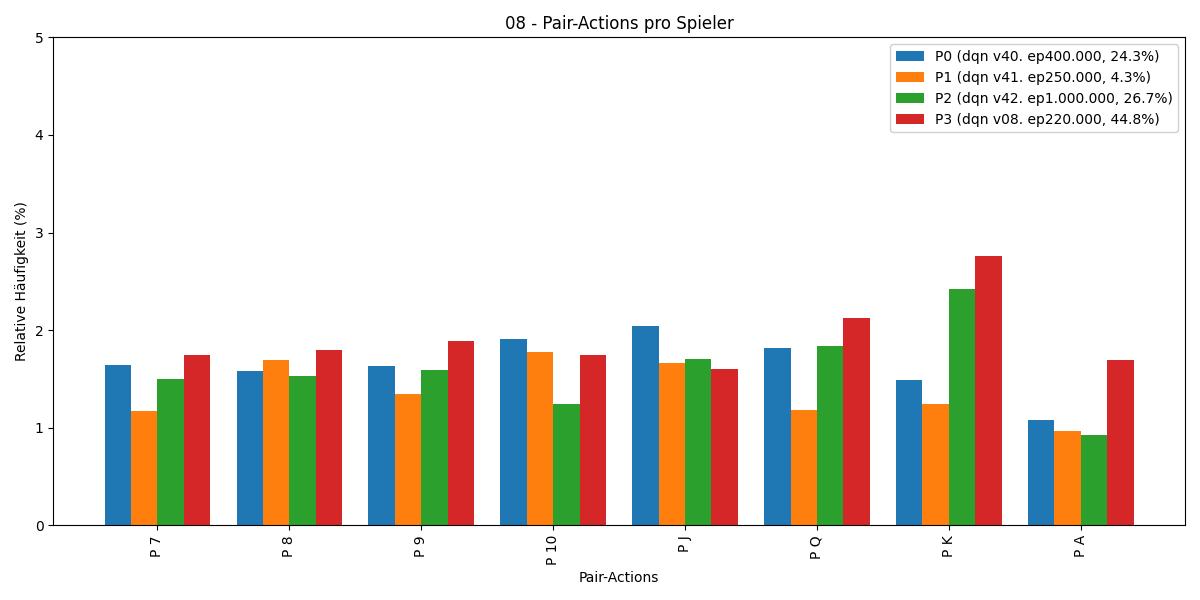 08 - Pair-Actions pro Spieler
P0 (dqn v40. ep400.000, 24.3%)
P1 (dqn v41. ep250.000, 4.3%)
P2 (dqn v42. ep1.000.000, 26.7%)
P3 (dqn v08. ep220.000, 44.8%)
Relative Häufigkeit (%)
5
4
3
2
1
0
P 7
P 8
P 9
P 10
P J
P Q
P K
P A
Pair-Actions